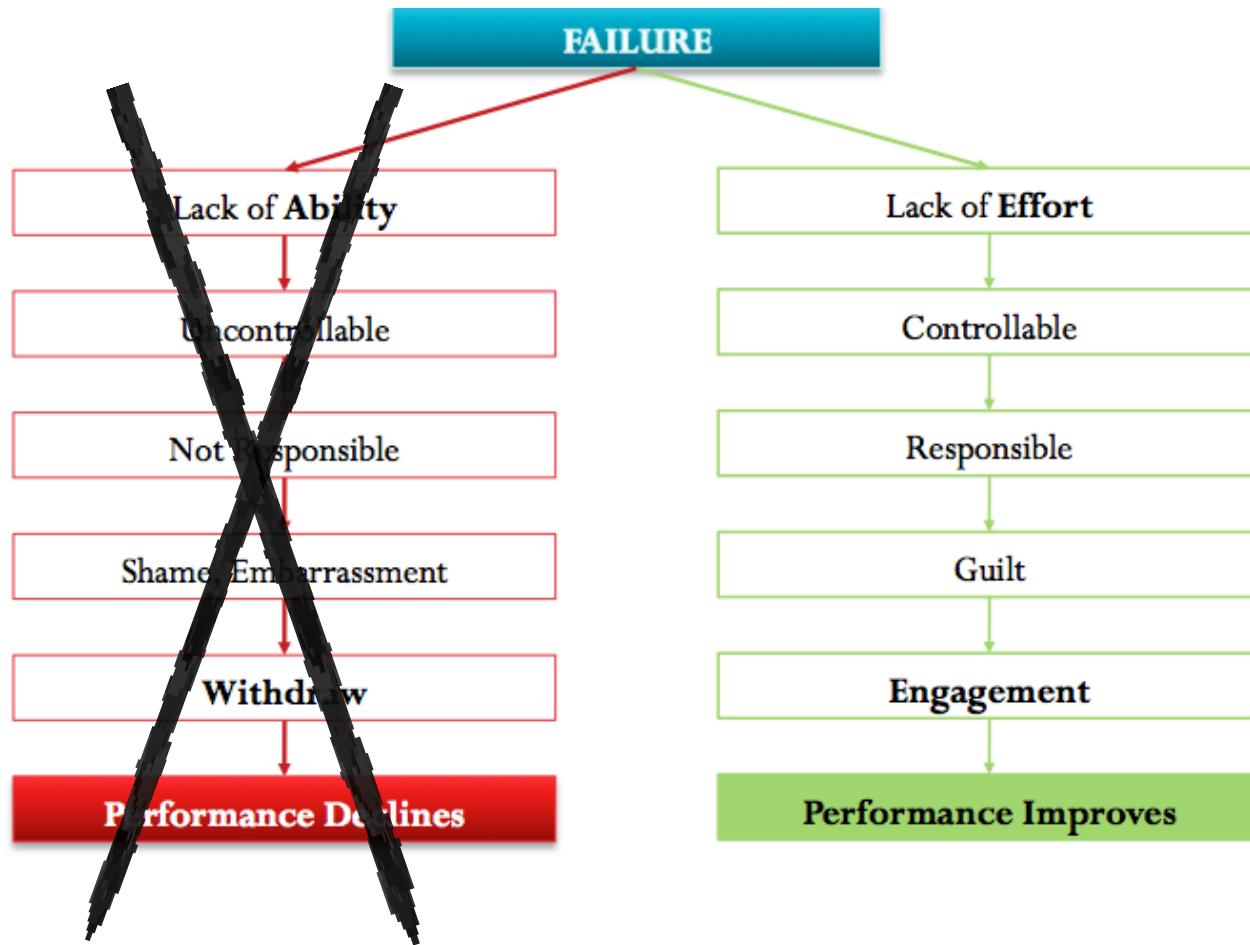 FAILURE
Lack of Ability
Uncontrollable
Not Responsible
Shame, Embarrassment
Withdraw
Performance Declines
Lack of Effort
Controllable
Responsible
Guilt
Engagement
Performance Improves